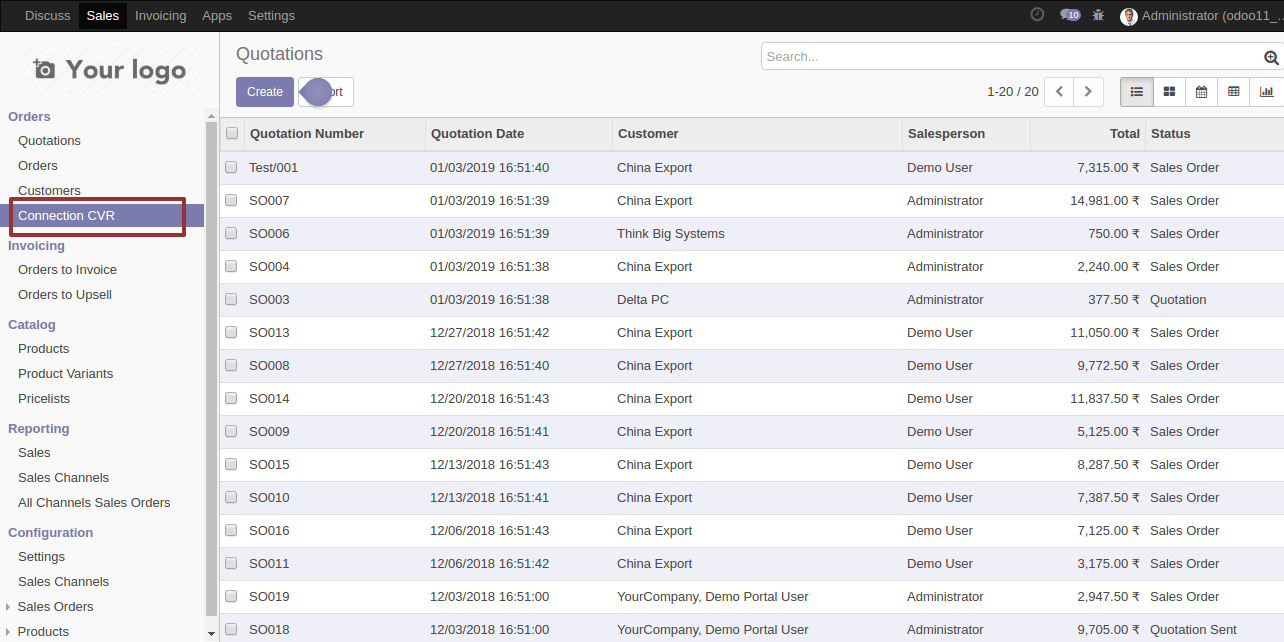 Discuss Sales Invoicing Apps Settings 10 Administrator (odoo11_...
Your logo
Orders
Quotations
Orders
Customers
Connection CVR
Invoicing
Orders to Invoice
Orders to Upsell
Catalog
Products
Product Variants
Pricelists
Reporting
Sales
Sales Channels
All Channels Sales Orders
Configuration
Settings
Sales Channels
Sales Orders
Products
Quotations
Search...
Create
1-20 / 20
Quotation Number Quotation Date Customer Salesperson Total Status
Test/001 01/03/2019 16:51:40 China Export Demo User 7,315.00 ₹ Sales Order
SO007 01/03/2019 16:51:39 China Export Administrator 14,981.00 ₹ Sales Order
SO006 01/03/2019 16:51:39 Think Big Systems Administrator 750.00 ₹ Sales Order
SO004 01/03/2019 16:51:38 China Export Administrator 2,240.00 ₹ Sales Order
SO003 01/03/2019 16:51:38 Delta PC Administrator 377.50 ₹ Quotation
SO013 12/27/2018 16:51:42 China Export Demo User 11,050.00 ₹ Sales Order
SO008 12/27/2018 16:51:40 China Export Demo User 9,772.50 ₹ Sales Order
SO014 12/20/2018 16:51:43 China Export Demo User 11,837.50 ₹ Sales Order
SO009 12/20/2018 16:51:41 China Export Demo User 5,125.00 ₹ Sales Order
SO015 12/13/2018 16:51:43 China Export Demo User 8,287.50 ₹ Sales Order
SO010 12/13/2018 16:51:41 China Export Demo User 7,387.50 ₹ Sales Order
SO016 12/06/2018 16:51:43 China Export Demo User 7,125.00 ₹ Sales Order
SO011 12/06/2018 16:51:42 China Export Demo User 3,175.00 ₹ Sales Order
SO019 12/03/2018 16:51:00 YourCompany, Demo Portal User Administrator 2,947.50 ₹ Sales Order
SO018 12/03/2018 16:51:00 YourCompany, Demo Portal User Administrator 9,705.00 ₹ Quotation Sent